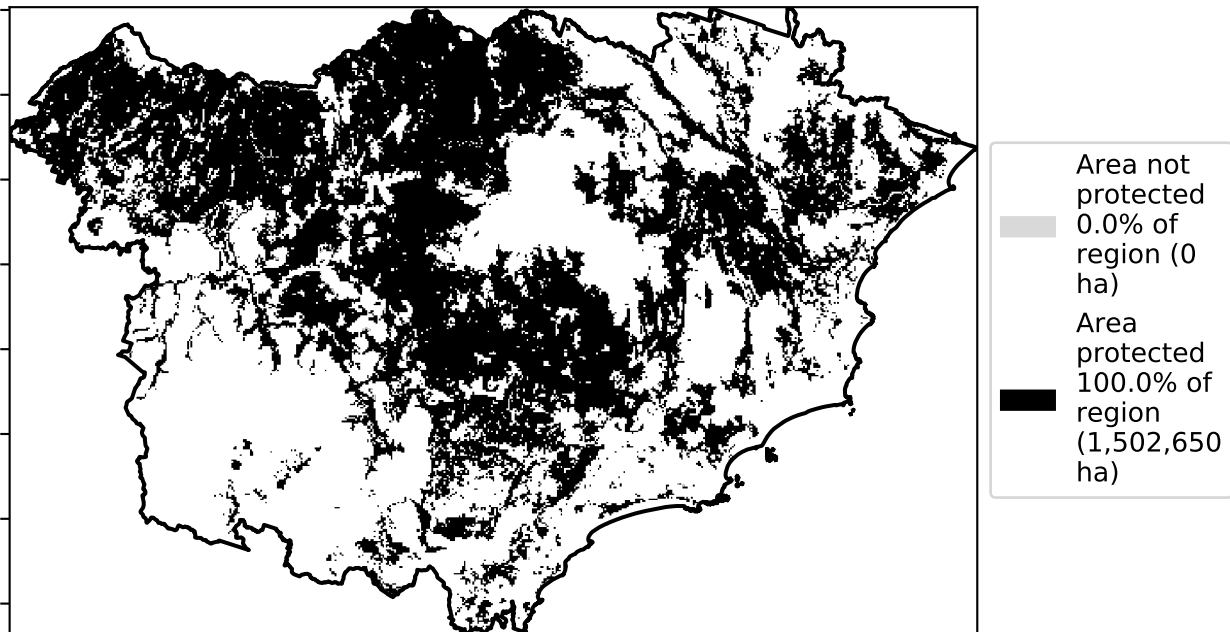 Area not
protected
0.0% of
region (0
ha)
Area
protected
100.0% of
region
(1,502,650
ha)